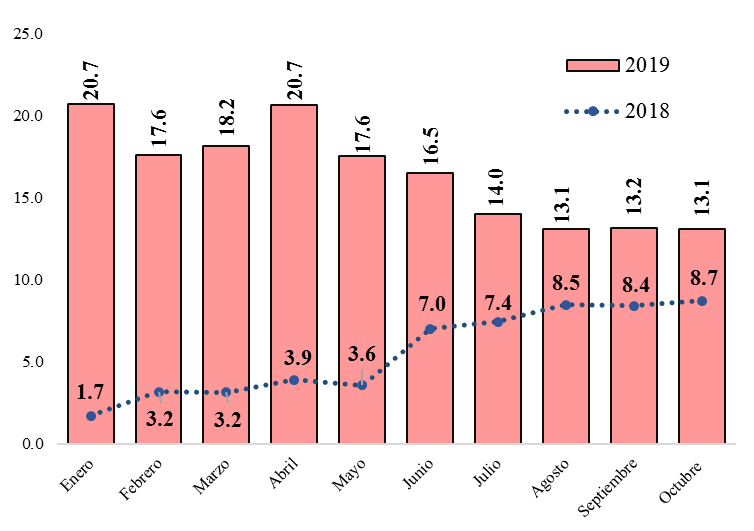 25.0
20.0
15.0
10.0
5.0
0.0
2019
2018
20.7
17.6
18.2
20.7
17.6
16.5
14.0
13.1
13.2
13.1
1.7
3.2
3.2
3.9
3.6
7.0
7.4
8.5
8.4
8.7
Enero
Febrero
Marzo
Abril
Mayo
Junio
Julio
Agosto
Septiembre
Octubre